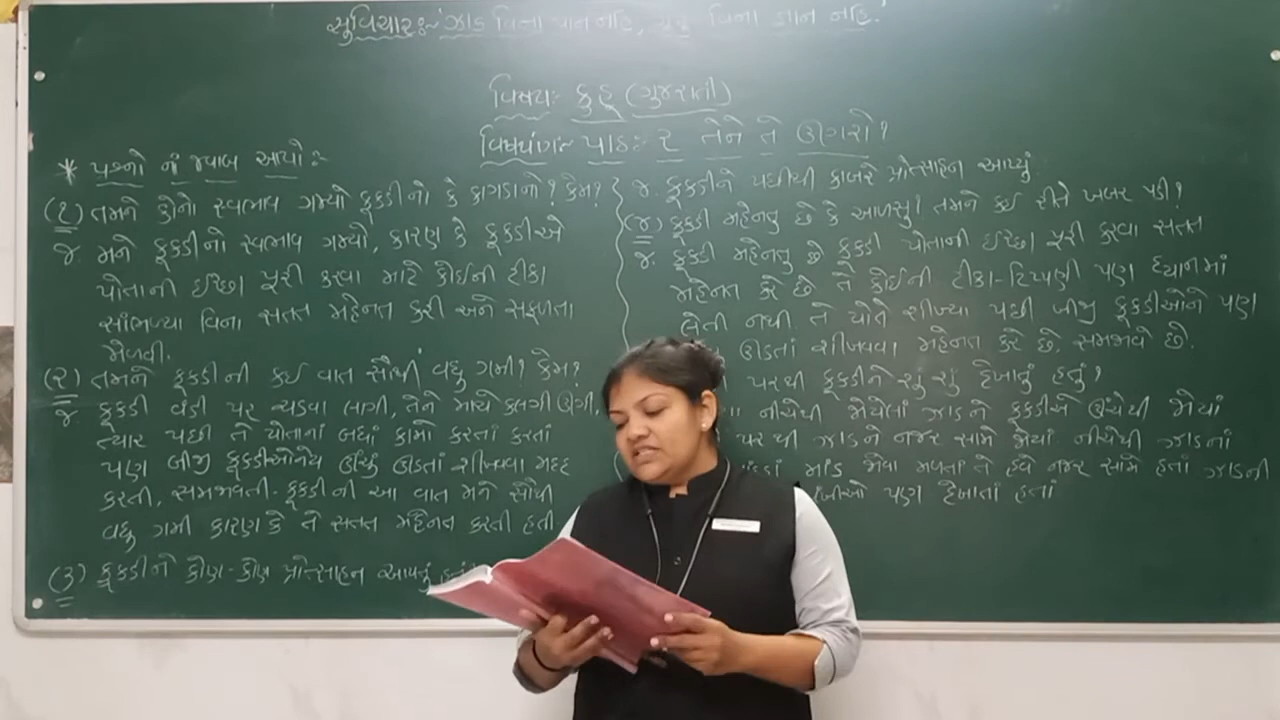 સુવિચારઃ- ઝાડ વિના પાન નહિ, ગુરુ વિના જ્ઞાન નહિ.
વિષયઃ કુહૂ (ગુજરાતી)
વિષયાંગઃ- પાઠઃ ૨ તેને તે ઊગરો?
* પ્રશ્નો નાં જવાબ આપો :-
(૧) તમને કોનો સ્વભાવ ગમ્યો કૂકડીનો કે કાગડાનો? કેમ?
જ. મને કૂકડીનો સ્વભાવ ગમ્યો, કારણ કે કૂકડીએ
પોતાની ઈચ્છા પૂરી કરવા માટે કોઈની ટીકા
સાંભળ્યા વિના સતત મહેનત કરી અને સફળતા
મેળવી.
(૨) તમને કૂકડીની કઈ વાત સૌથી વધુ ગમી? કેમ?
જ. કૂકડી વંડી પર ચડવા લાગી, તેને માથે કલગી ઊગી,
ત્યાર પછી તે પોતાનાં બધાં કામો કરતાં કરતાં
પણ બીજી કૂકડીઓનેય ઊંચું ઊડતાં શીખવવા મદદ
કરતી, સમજાવતી. કૂકડીની આ વાત મને સૌથી
વધુ ગમી કારણ કે તે સતત મહેનત કરતી હતી
(૩) કૂકડીને કોણ-કોણ પ્રોત્સાહન આપતું
જ. કૂકડીને પછીથી કાબરે પ્રોત્સાહન આપ્યું.
(૪) કૂકડી મહેનતુ છે કે આળસુ? તમને કઈ રીતે ખબર પડી?
જ. કૂકડી મહેનતુ છે કૂકડી પોતાની ઈચ્છા પૂરી કરવા સતત
મહેનત કરે છે તે કોઈની ટીકા-ટિપ્પણી પણ ધ્યાનમાં
લેતી નથી. તે પોતે શીખ્યા પછી બીજી કૂકડીઓને પણ
ઊડતાં શીખવવા મહેનત કરે છે, સમજાવે છે.
પરથી કૂકડીને શું શું દેખાતું હતું?
નીચેથી જોયેલાં ઝાડને કૂકડીએ ઊંચેથી જોયાં
પરથી ઝાડને નજર સામે જોયાં. નીચેથી ઝાડનાં
માંડ જોવા મળતાં તે હવે નજર સામે હતાં ઝાડની
પણ દેખાતાં હતાં